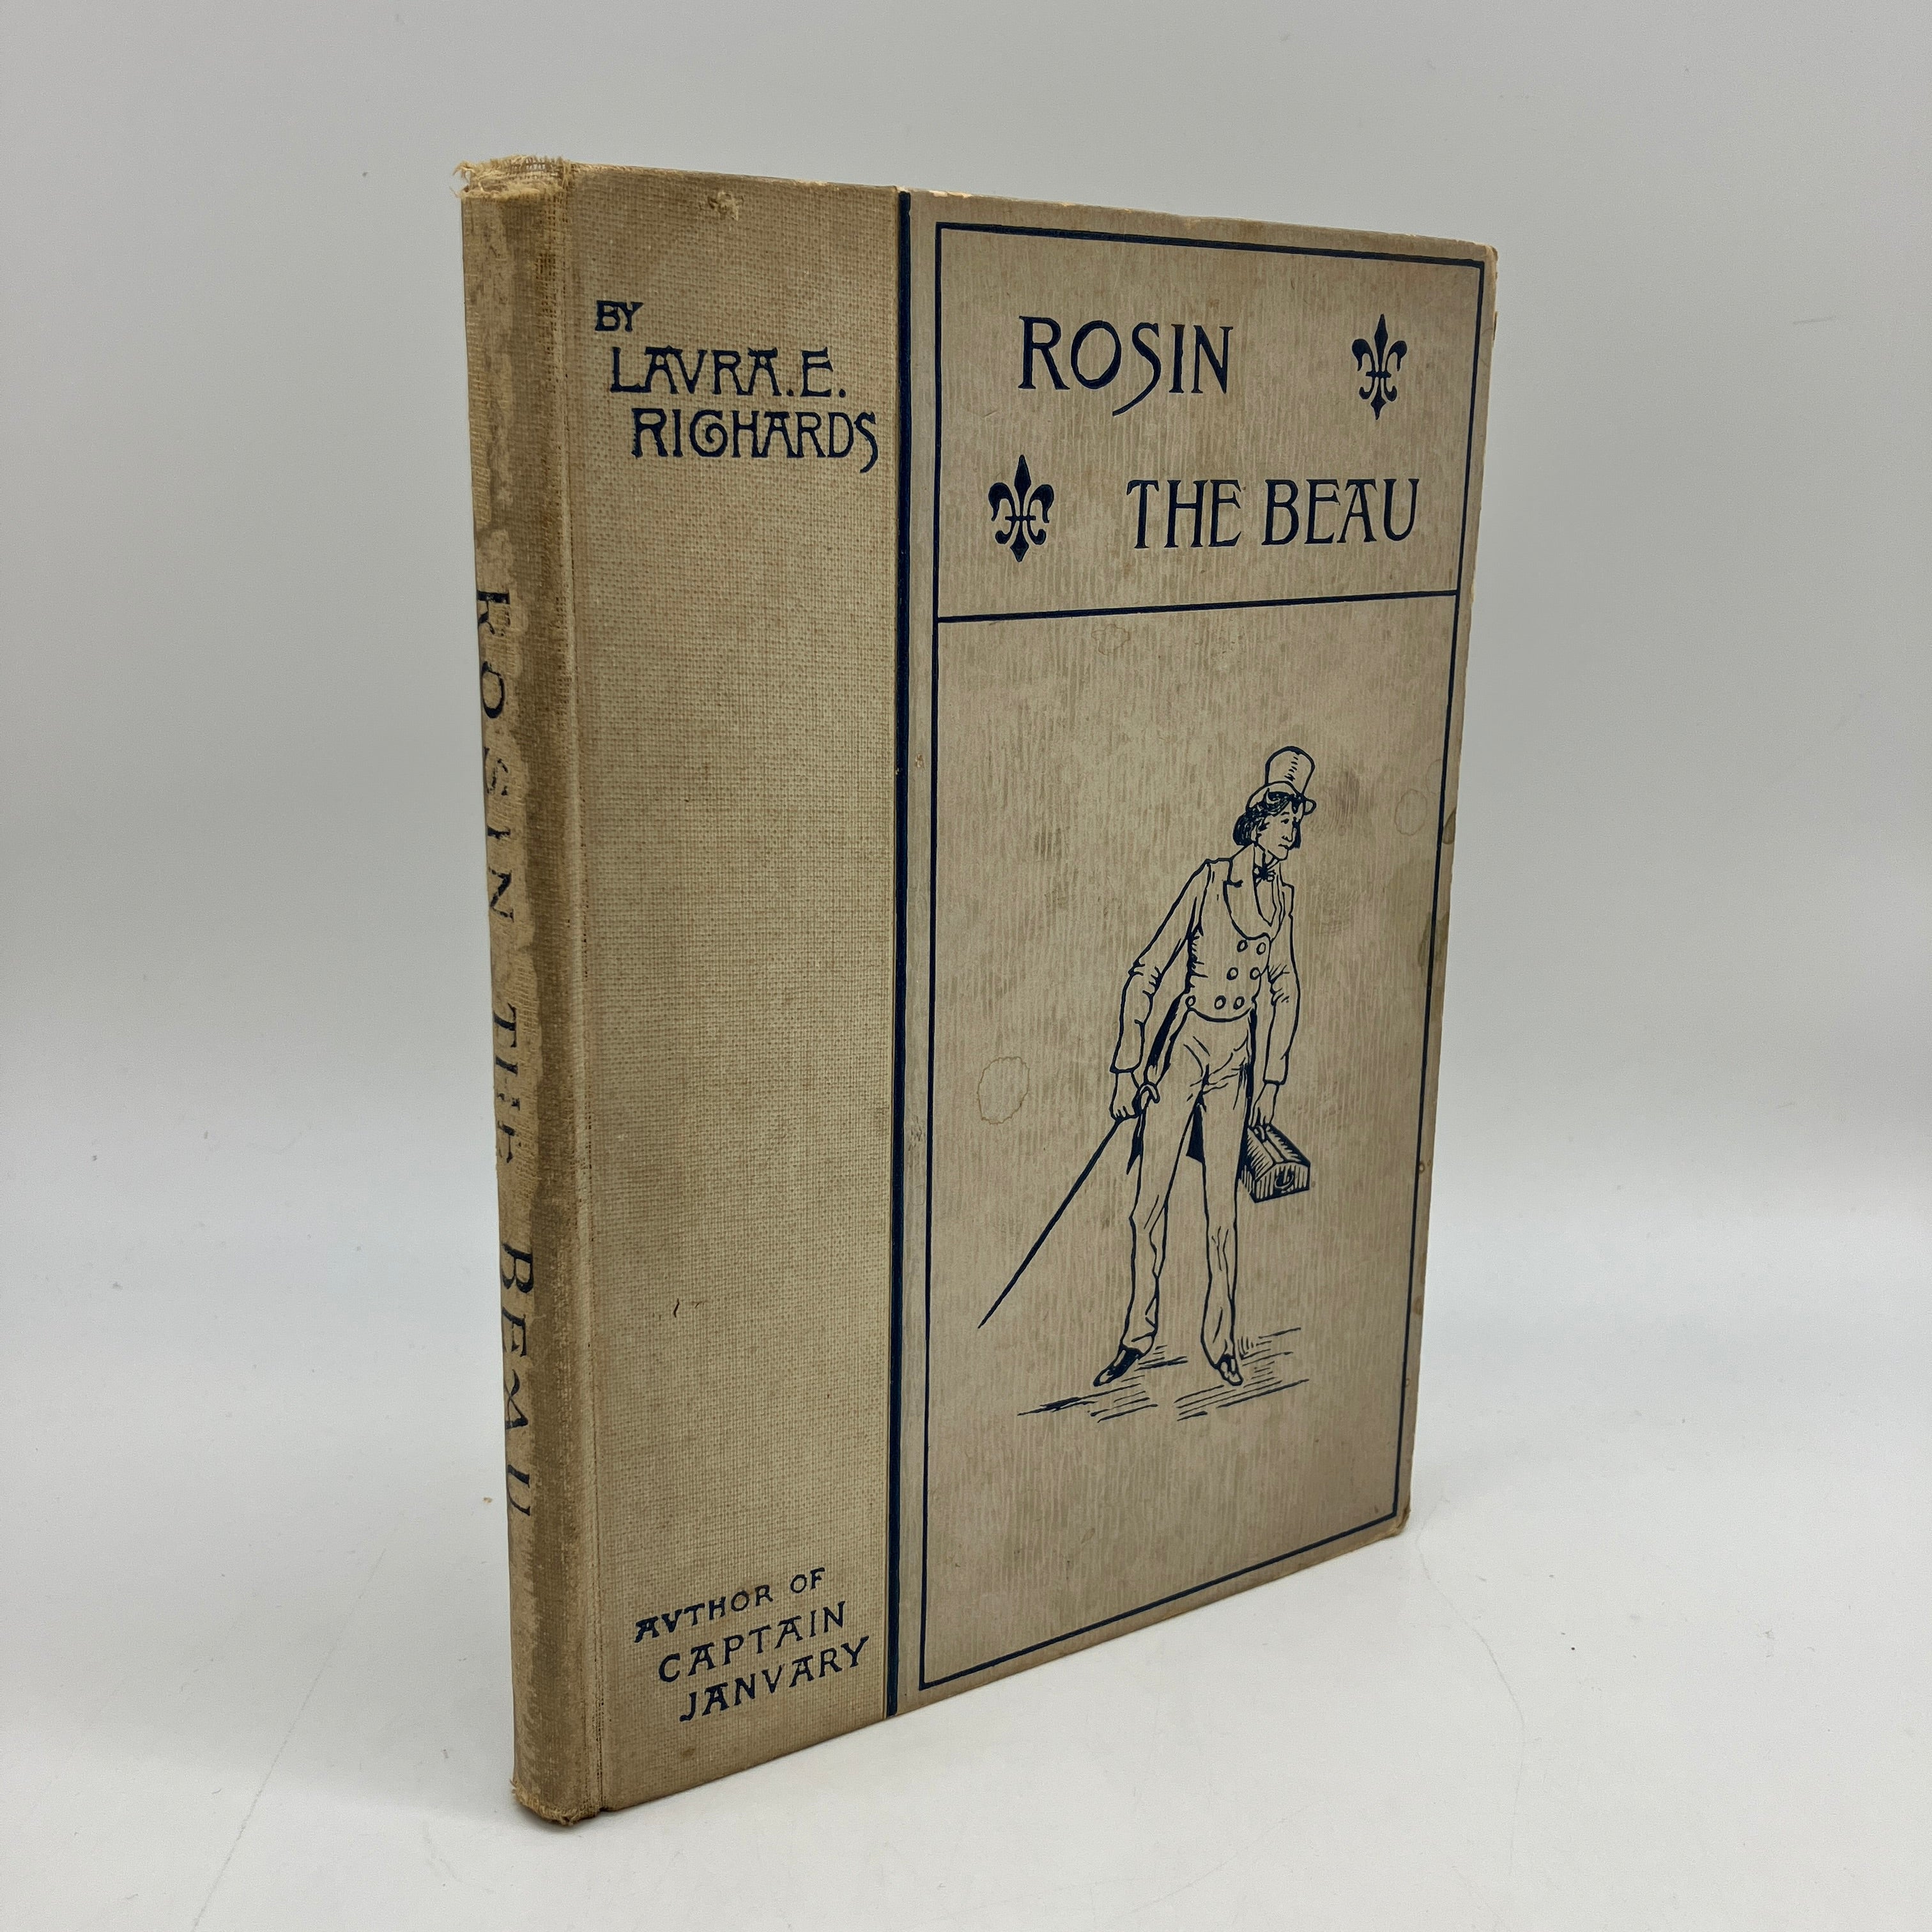 ROSIN THE BEAU
BY
LAVRA.E.
RICHARDS
AVTHOR OF
CAPTAIN
JANVARY
ROSIN
THE BEAU